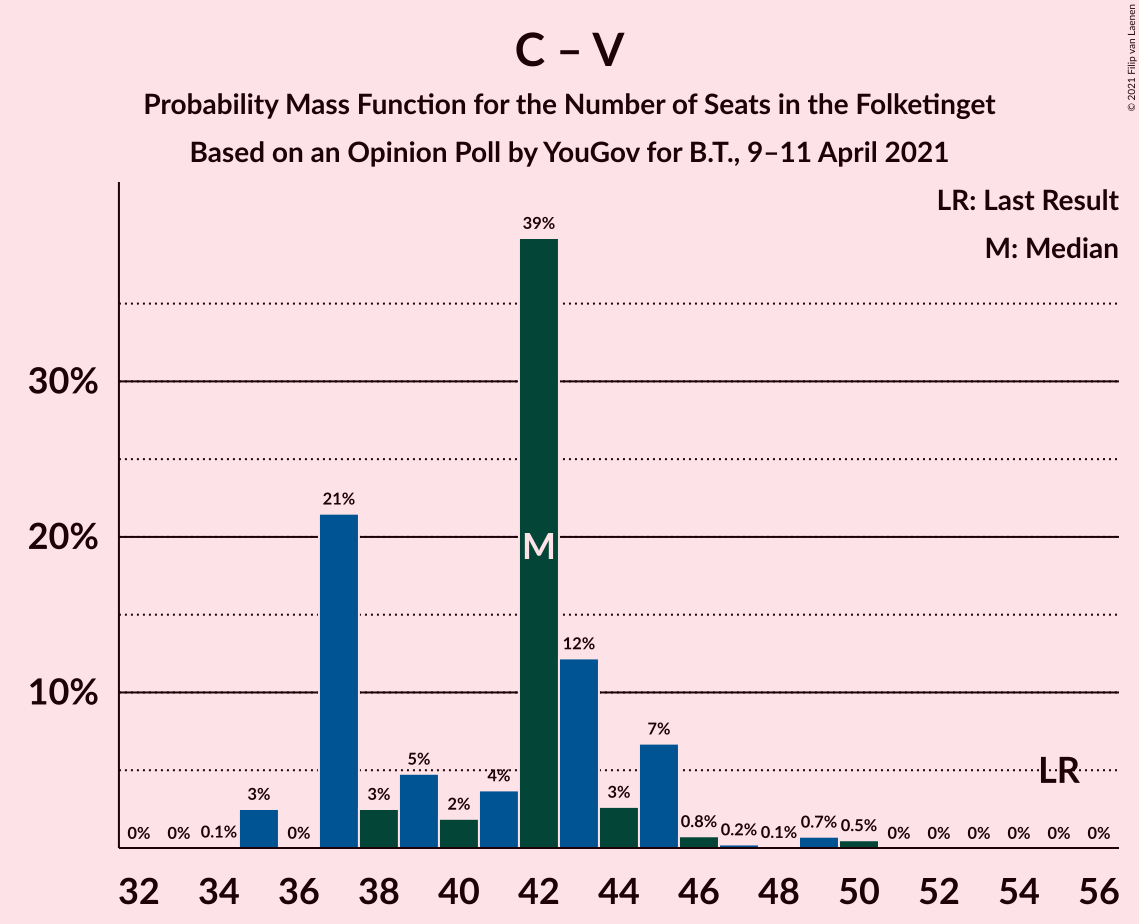 C – V
Probability Mass Function for the Number of Seats in the Folketinget
Based on an Opinion Poll by YouGov for B.T., 9–11 April 2021
© 2021 Filip van Laenen
LR: Last Result
M: Median
39%
30%
21%
20%
M
12%
10%
7%
5%
4%
LR
3%
3%
2%
3%
0% 0% 0.1% 0% 0.8% 0.2% 0.1% 0.7% 0.5% 0% 0% 0% 0% 0% 0%
32 34 36 38 40 42 44 46 48 50 52 54 56